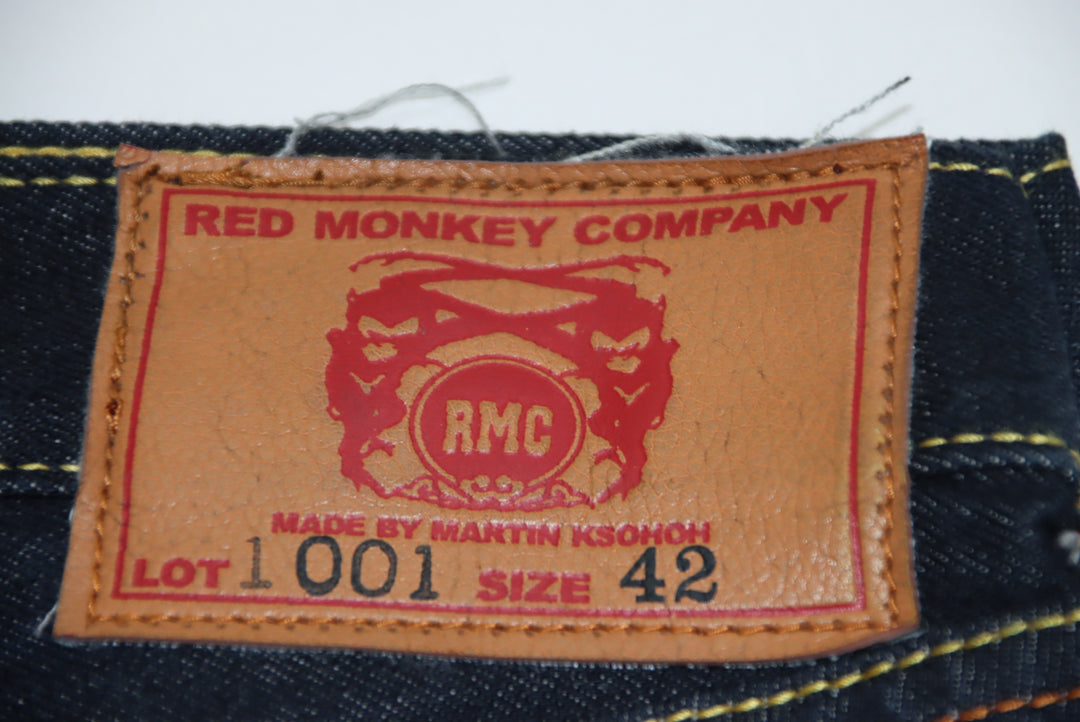 RED MONKEY COMPANY
RMC
MADE BY MARTIN KSOHOH
LOT 1001 SIZE 42